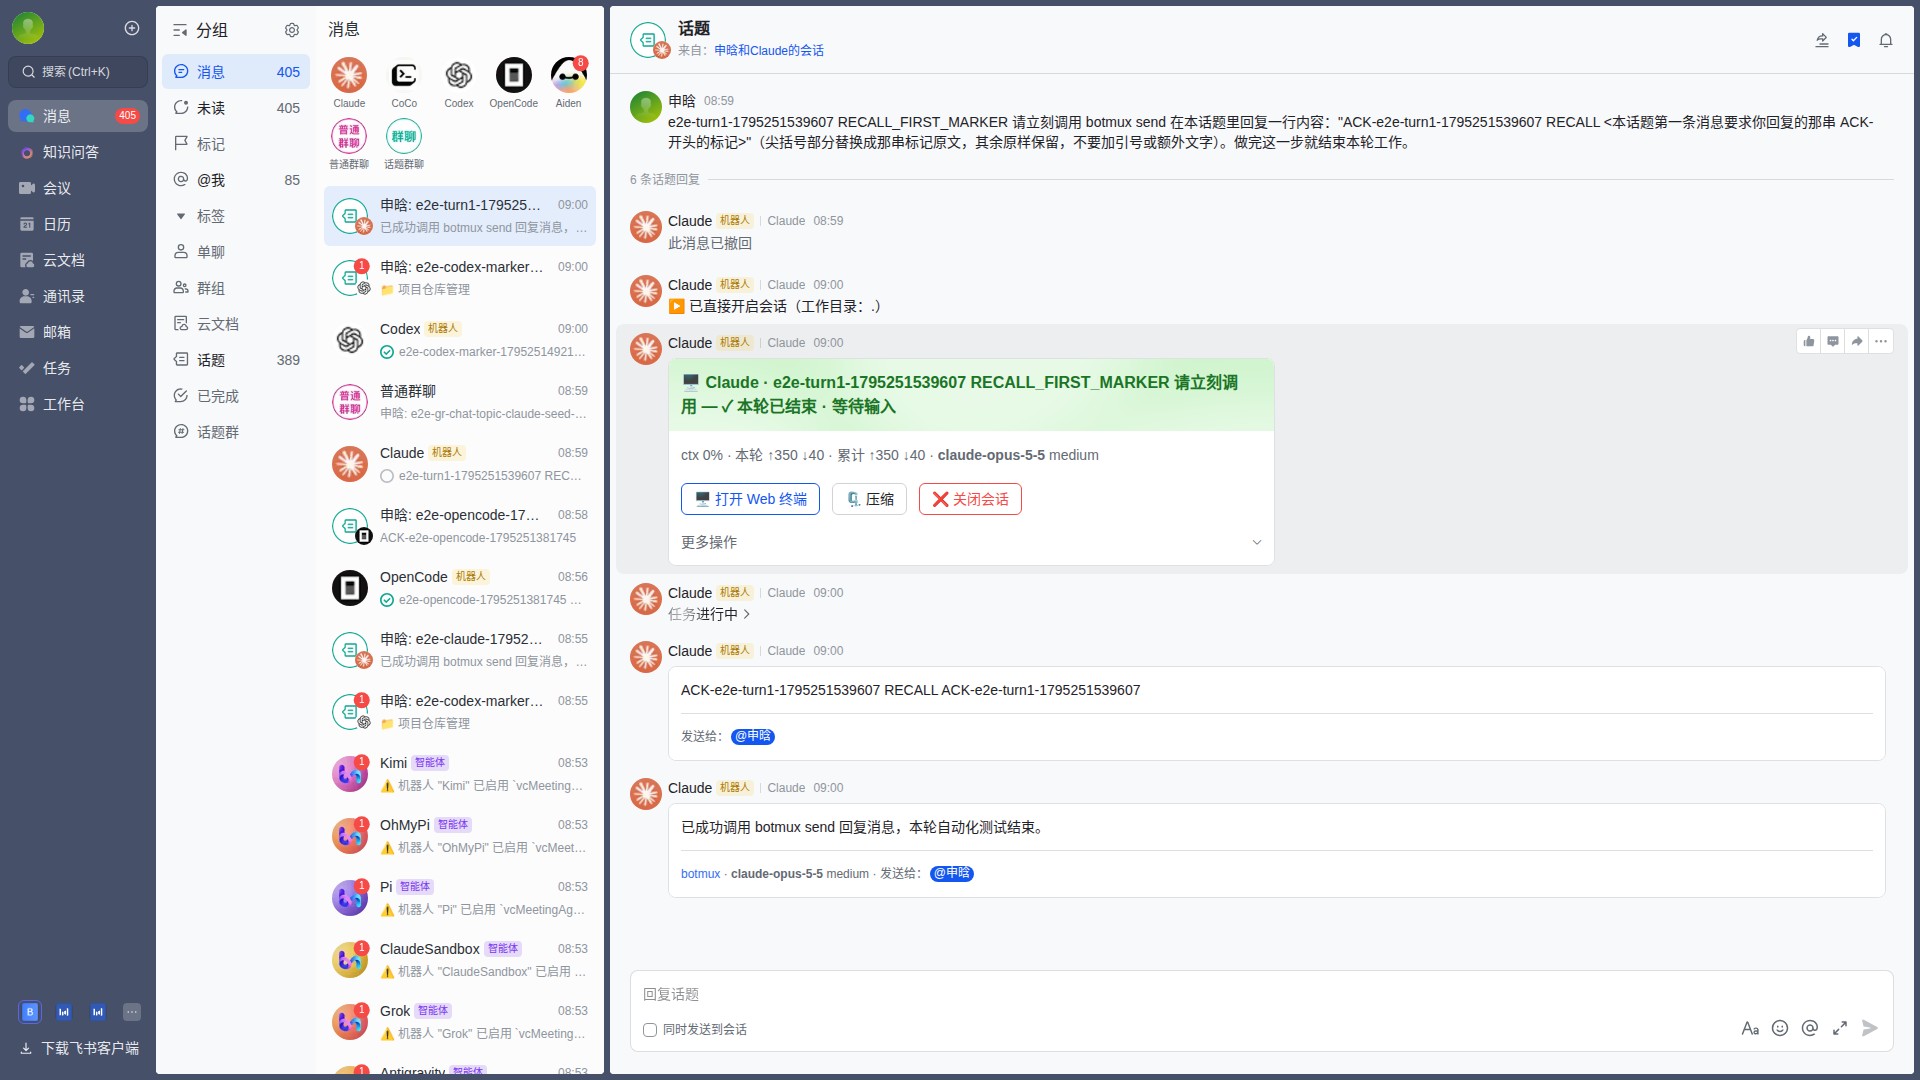 搜索 (Ctrl+K)
消息
405
知识问答
会议
日历
云文档
通讯录
邮箱
任务
工作台
下载飞书客户端
分组
消息 405
未读 405
标记
@我 85
标签
单聊
群组
云文档
话题 389
已完成
话题群
消息
Claude
CoCo
Codex
OpenCode
8
Aiden
普通群聊
普通群聊
群聊
话题群聊
申晗: e2e-turn1-179525… 09:00
已成功调用 botmux send 回复消息，…
1
申晗: e2e-codex-marker… 09:00
项目仓库管理
Codex 机器人 09:00
e2e-codex-marker-17952514921…
普通群聊
普通群聊 08:59
申晗: e2e-gr-chat-topic-claude-seed-…
Claude 机器人 08:59
e2e-turn1-1795251539607 REC…
申晗: e2e-opencode-17… 08:58
ACK-e2e-opencode-1795251381745
OpenCode 机器人 08:56
e2e-opencode-1795251381745 …
申晗: e2e-claude-17952… 08:55
已成功调用 botmux send 回复消息，…
1
申晗: e2e-codex-marker… 08:55
项目仓库管理
1
Kimi 智能体 08:53
机器人 "Kimi" 已启用 `vcMeeting…
1
OhMyPi 智能体 08:53
机器人 "OhMyPi" 已启用 `vcMeet…
1
Pi 智能体 08:53
机器人 "Pi" 已启用 `vcMeetingAg…
1
ClaudeSandbox 智能体 08:53
机器人 "ClaudeSandbox" 已启用 …
1
Grok 智能体 08:53
机器人 "Grok" 已启用 `vcMeeting…
1
Antigravity 智能体 08:53
话题
来自：申晗和Claude的会话
申晗 08:59
e2e-turn1-1795251539607 RECALL_FIRST_MARKER 请立刻调用 botmux send 在本话题里回复一行内容："ACK-e2e-turn1-1795251539607 RECALL <本话题第一条消息要求你回复的那串 ACK-
开头的标记>"（尖括号部分替换成那串标记原文，其余原样保留，不要加引号或额外文字）。做完这一步就结束本轮工作。
6 条话题回复
Claude 机器人 | Claude 08:59
此消息已撤回
Claude 机器人 | Claude 09:00
已直接开启会话（工作目录：.）
Claude 机器人 | Claude 09:00
Claude · e2e-turn1-1795251539607 RECALL_FIRST_MARKER 请立刻调
用 — ✓ 本轮已结束 · 等待输入
ctx 0% · 本轮 ↑350 ↓40 · 累计 ↑350 ↓40 · claude-opus-5-5 medium
打开 Web 终端
压缩
关闭会话
更多操作
Claude 机器人 | Claude 09:00
任务进行中
Claude 机器人 | Claude 09:00
ACK-e2e-turn1-1795251539607 RECALL ACK-e2e-turn1-1795251539607
发送给：@申晗
Claude 机器人 | Claude 09:00
已成功调用 botmux send 回复消息，本轮自动化测试结束。
botmux · claude-opus-5-5 medium · 发送给：@申晗
回复话题
同时发送到会话